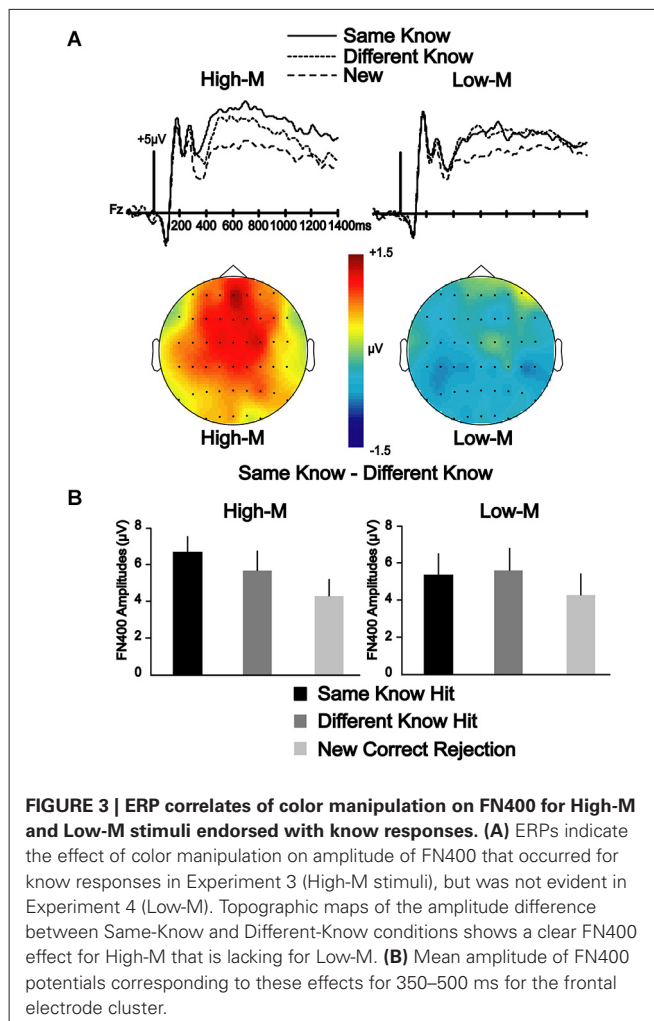 A
Same Know
Different Know
New
High-M
Low-M
+5μV
Fz
200 400 600 800 1000 1200 1400ms
+1.5
μV
-1.5
High-M
Low-M
Same Know - Different Know
B
High-M
Low-M
FN400 Amplitudes (μV)
8
6
4
2
0
FN400 Amplitudes (μV)
8
6
4
2
0
Same Know Hit
Different Know Hit
New Correct Rejection
FIGURE 3 | ERP correlates of color manipulation on FN400 for High-M
and Low-M stimuli endorsed with know responses. (A) ERPs indicate
the effect of color manipulation on amplitude of FN400 that occurred for
know responses in Experiment 3 (High-M stimuli), but was not evident in
Experiment 4 (Low-M). Topographic maps of the amplitude difference
between Same-Know and Different-Know conditions shows a clear FN400
effect for High-M that is lacking for Low-M. (B) Mean amplitude of FN400
potentials corresponding to these effects for 350–500 ms for the frontal
electrode cluster.